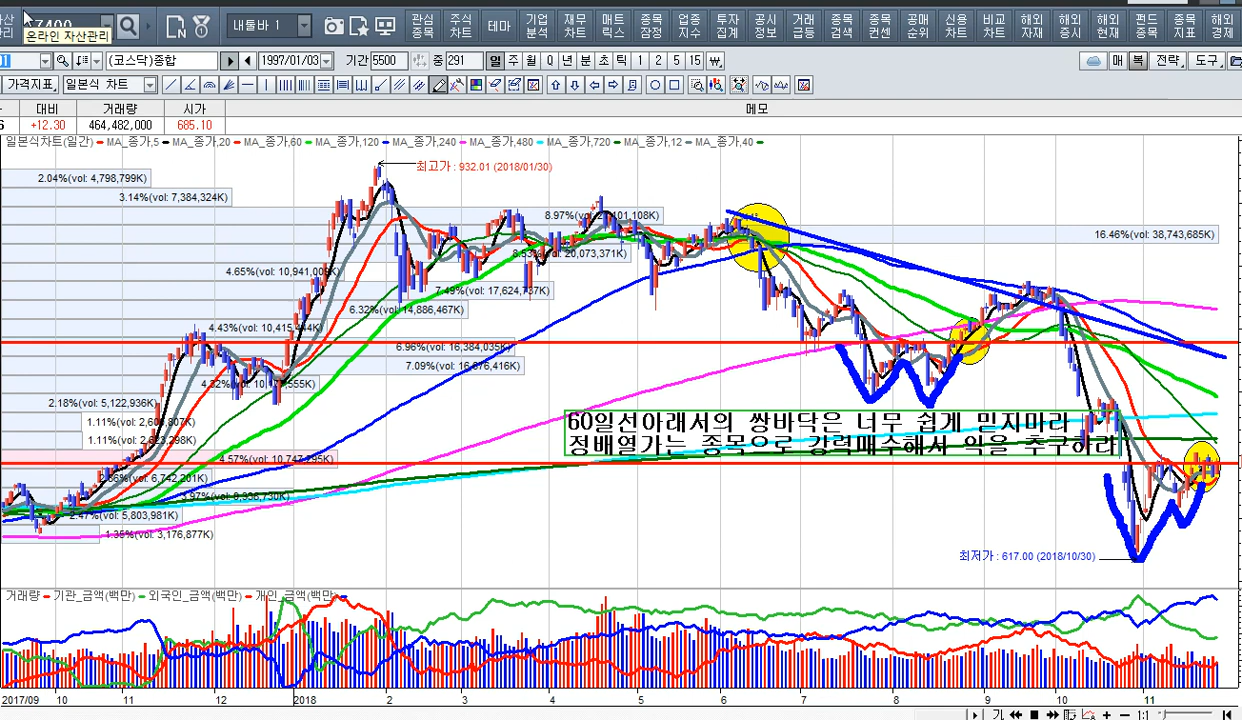 7400
온라인 자산관리
내툴바 1
관심 종목
주식 차트
테마
기업 분석
재무 차트
매트 릭스
종목 잠정
업종 지수
투자 집계
공시 정보
거래 급등
종목 검색
종목 컨센
공매 순위
신용 차트
비교 차트
해외 자재
해외 증시
해외 현재
펀드 종목
종목 지표
해외 경제
(코스닥)종합
1997/01/03
기간 5500
중 291
일 주 월 Q 년 분 초 틱 1 2 5 15
매 복 전략 도구
가격지표 일본식 차트
대비 거래량 시가 메모
+12.30 464,482,000 685.10
일본식차트(일간) MA_종가,5 MA_종가,20 MA_종가,60 MA_종가,120 MA_종가,240 MA_종가,480 MA_종가,720 MA_종가,12 MA_종가,40
최고가 : 932.01 (2018/01/30)
2.04%(vol: 4,798,799K)
3.14%(vol: 7,384,324K)
16.46%(vol: 38,743,685K)
4.65%(vol: 10,941,009K)
7.49%(vol: 17,624,737K)
6.32%(vol: 14,886,467K)
6.96%(vol: 16,384,035K)
2.18%(vol: 5,122,936K)
4.57%(vol: 10,747,295K)
2.47%(vol: 5,803,981K)
1.35%(vol: 3,176,877K)
60일선아래서의 쌍바닥은 너무 쉽게 믿지마라
정배열가는 종목으로 강력매수해서 익을 추구하리
최저가 : 617.00 (2018/10/30)
거래량 기관_금액(백만) 외국인_금액(백만) 개인_금액(백만)
2017/09 10 11 12 2018 2 3 4 5 6 7 8 9 10 11
1:1